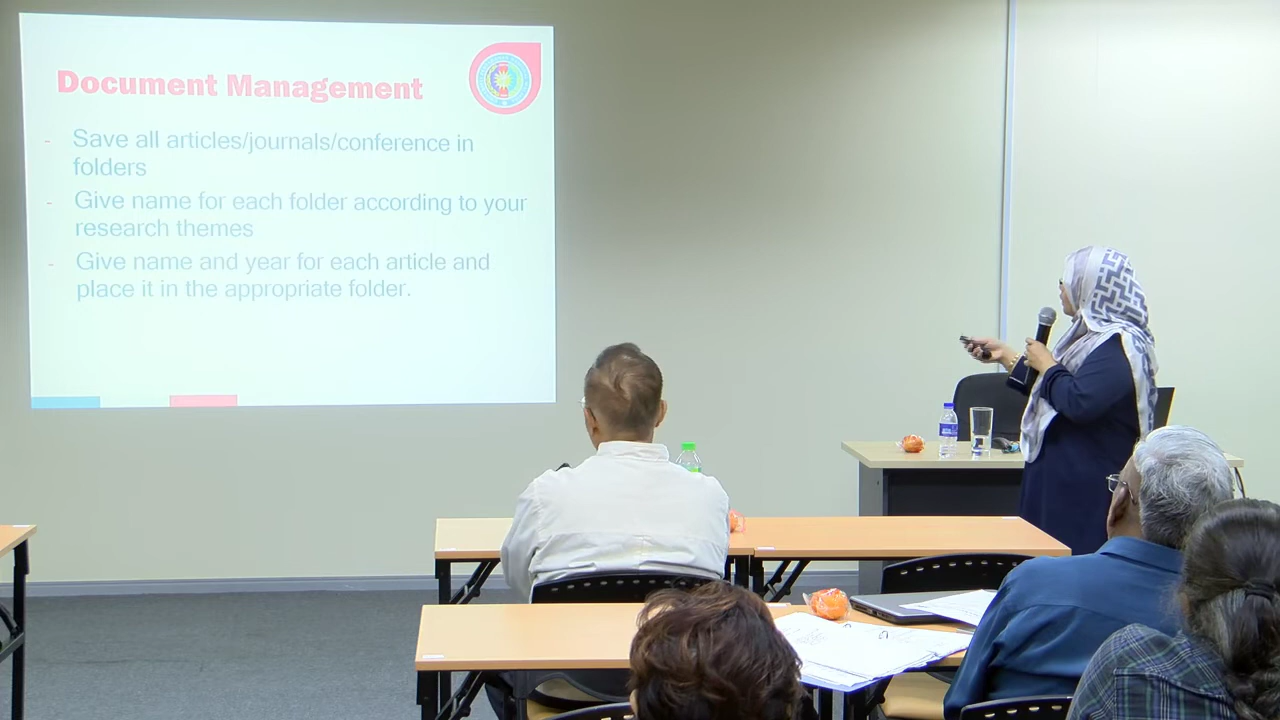 Document Management
- Save all articles/journals/conference in
folders
- Give name for each folder according to your
research themes
- Give name and year for each article and
place it in the appropriate folder.